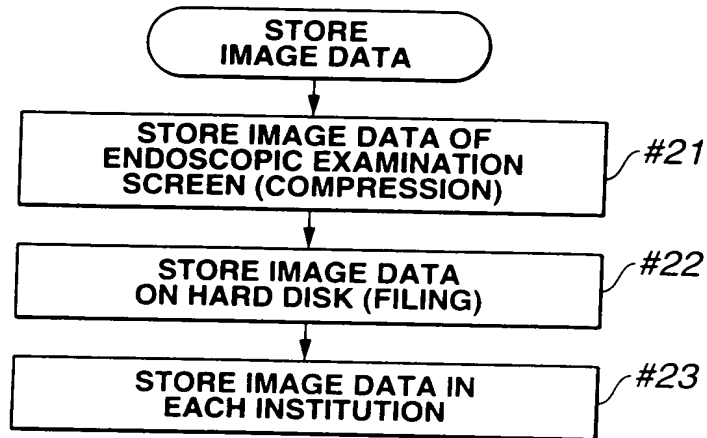 STORE
IMAGE DATA
STORE IMAGE DATA OF
ENDOSCOPIC EXAMINATION
SCREEN (COMPRESSION)
#21
STORE IMAGE DATA
ON HARD DISK (FILING)
#22
STORE IMAGE DATA IN
EACH INSTITUTION
#23